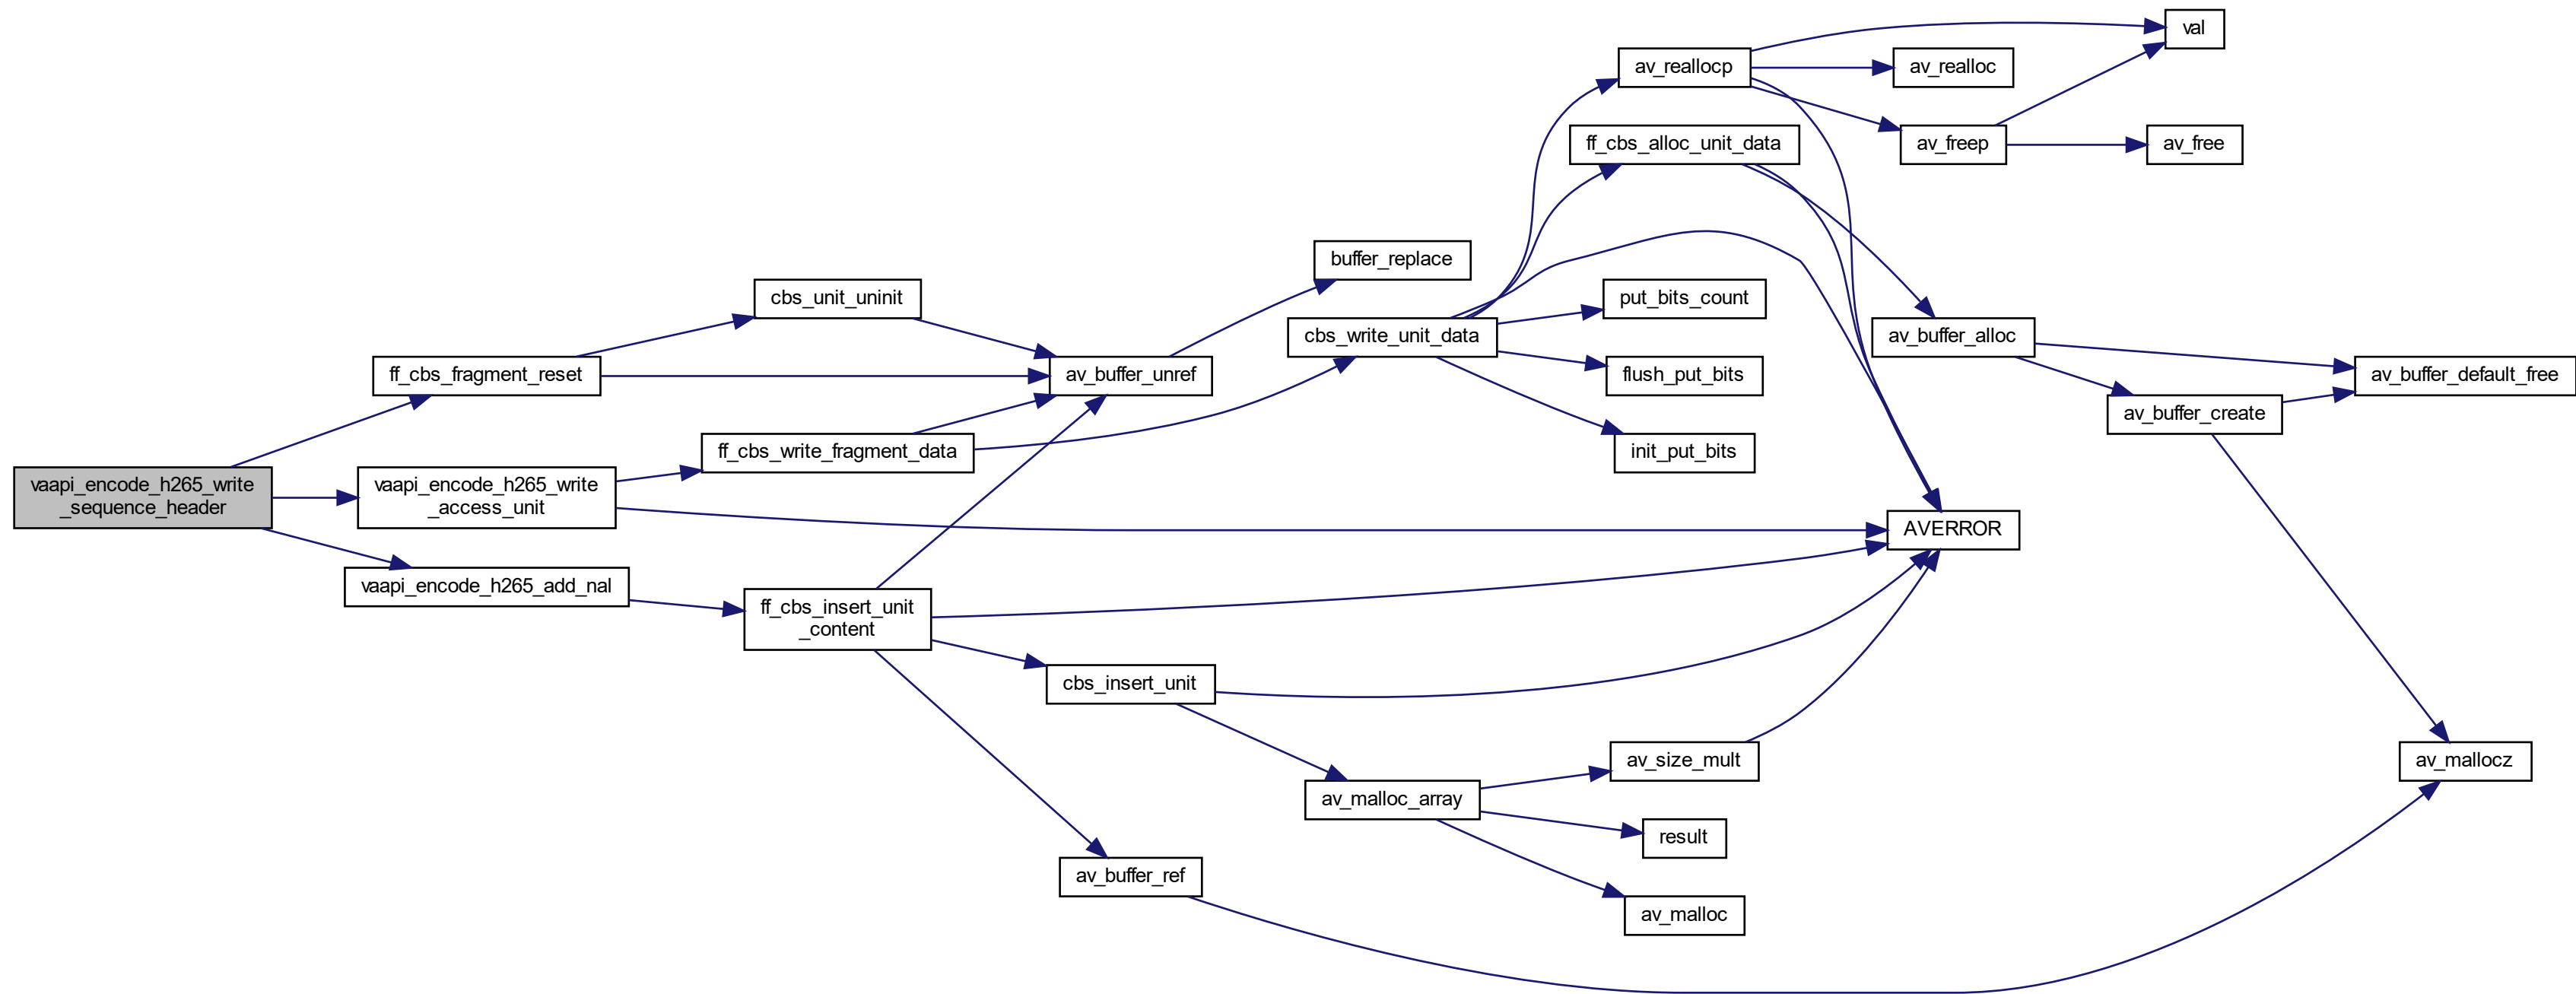 val
av_reallocp
av_realloc
ff_cbs_alloc_unit_data
av_freep
av_free
buffer_replace
cbs_unit_uninit
put_bits_count
cbs_write_unit_data
av_buffer_alloc
ff_cbs_fragment_reset
av_buffer_unref
flush_put_bits
av_buffer_default_free
av_buffer_create
ff_cbs_write_fragment_data
init_put_bits
vaapi_encode_h265_write
_sequence_header
vaapi_encode_h265_write
_access_unit
AVERROR
vaapi_encode_h265_add_nal
ff_cbs_insert_unit
_content
cbs_insert_unit
av_size_mult
av_mallocz
av_malloc_array
result
av_buffer_ref
av_malloc